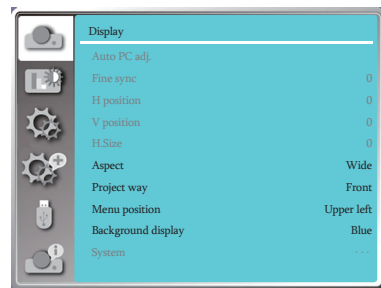 Display
Auto PC adj.
Fine sync 0
H position 0
V position 0
H.Size 0
Aspect Wide
Project way Front
Menu position Upper left
Background display Blue
System - - -